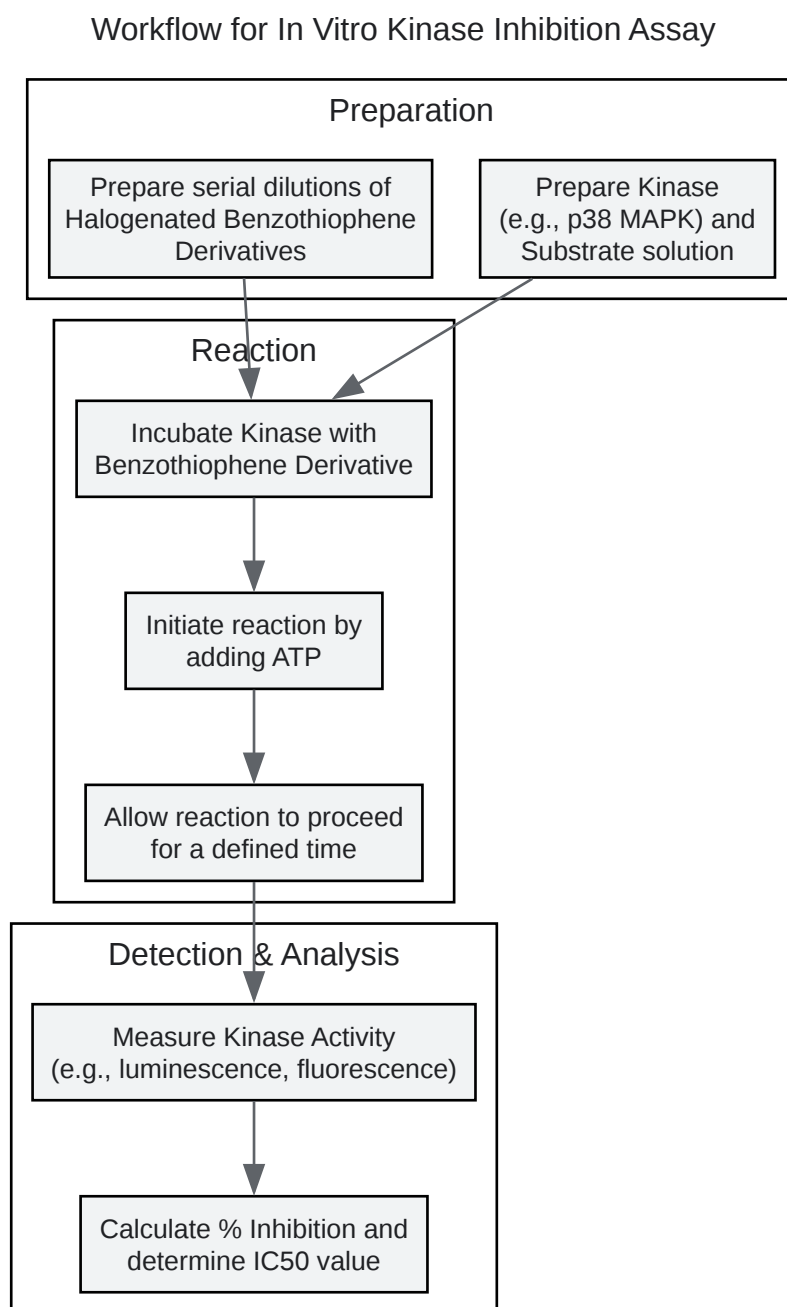 Workflow for In Vitro Kinase Inhibition Assay
Preparation
Prepare serial dilutions of
Halogenated Benzothiophene
Derivatives
Prepare Kinase
(e.g., p38 MAPK) and
Substrate solution
Reaction
Incubate Kinase with
Benzothiophene Derivative
Initiate reaction by
adding ATP
Allow reaction to proceed
for a defined time
Detection & Analysis
Measure Kinase Activity
(e.g., luminescence, fluorescence)
Calculate % Inhibition and
determine IC50 value